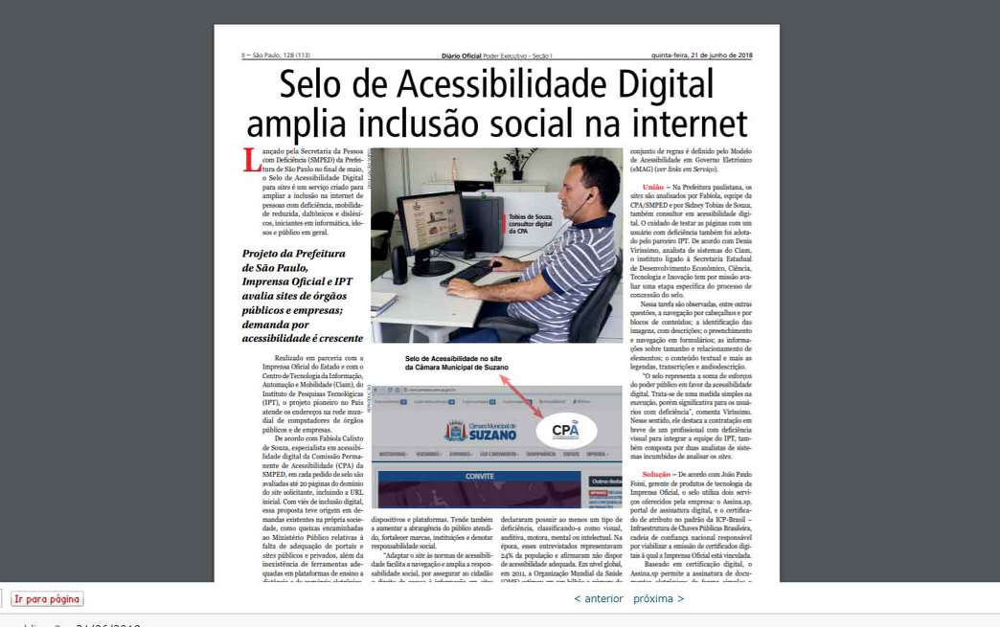 II – São Paulo, 128 (113)
Diário Oficial Poder Executivo - Seção I
quinta-feira, 21 de junho de 2018
Selo de Acessibilidade Digital
amplia inclusão social na internet
Lançado pela Secretaria da Pessoa
com Deficiência (SMPED) da Prefei-
tura de São Paulo no final de maio,
o Selo de Acessibilidade Digital
para sites é um serviço criado para
ampliar a inclusão na internet de
pessoas com deficiência, mobilida-
de reduzida, daltônicos e disléxi-
cos, iniciantes em informática, ido-
sos e público em geral.
Projeto da Prefeitura
de São Paulo,
Imprensa Oficial e IPT
avalia sites de órgãos
públicos e empresas;
demanda por
acessibilidade é crescente
Realizado em parceria com a
Imprensa Oficial do Estado e com o
Centro de Tecnologia da Informação,
Automação e Mobilidade (Ciam), do
Instituto de Pesquisas Tecnológicas
(IPT), o projeto pioneiro no País
atende os endereços na rede mun-
dial de computadores de órgãos
públicos e de empresas.
De acordo com Fabíola Calixto
de Souza, especialista em acessibi-
lidade digital da Comissão Perma-
nente de Acessibilidade (CPA) da
SMPED, em cada pedido de selo são
avaliadas até 20 páginas do domínio
do site solicitante, incluindo a URL
inicial. Com viés de inclusão digital,
essa proposta teve origem em de-
mandas existentes na própria socie-
dade, como queixas encaminhadas
ao Ministério Público relativas à
falta de adequação de portais e
sites públicos e privados, além da
inexistência de ferramentas ade-
quadas em plataformas de ensino a
distância e de comércio eletrônico.
Tobias de Souza,
consultor digital
da CPA
Selo de Acessibilidade no site
da Câmara Municipal de Suzano
Câmara Municipal de
SUZANO
CPA
CONVITE
Outros desta
dispositivos e plataformas. Tende também
a aumentar a abrangência do público atendi-
do, fortalecer marcas, instituições e denotar
responsabilidade social.
"Adaptar o site às normas de acessibili-
dade facilita a navegação e amplia a respon-
sabilidade social, por assegurar ao cidadão
o direito de acesso à informação em sites
declararam possuir ao menos um tipo de
deficiência, classificando-a como visual,
auditiva, motora, mental ou intelectual. Na
época, esses entrevistados representavam
24% da população e afirmaram não dispor
de acessibilidade adequada. Em nível global,
em 2011, a Organização Mundial da Saúde
(OMS) estimou em um bilhão o número de
conjunto de regras é definido pelo Modelo
de Acessibilidade em Governo Eletrônico
(eMAG) (ver links em Serviço).
União – Na Prefeitura paulistana, os
sites são analisados por Fabíola, equipe da
CPA/SMPED e por Sidney Tobias de Souza,
também consultor em acessibilidade digi-
tal. O cuidado de testar as páginas com um
usuário com deficiência também foi adota-
do pelo parceiro IPT. De acordo com Denis
Viríssimo, analista de sistemas do Ciam,
o instituto ligado à Secretaria Estadual
de Desenvolvimento Econômico, Ciência,
Tecnologia e Inovação tem por missão ava-
liar uma etapa específica do processo de
concessão do selo.
Nessa tarefa são observadas, entre outras
questões, a navegação por cabeçalhos e por
blocos de conteúdos; a identificação das
imagens, com descrições; o preenchimento
e navegação em formulários; as informa-
ções sobre tamanho e relacionamento de
elementos; o conteúdo textual e mais as
legendas, transcrições e audiodescrição.
"O selo representa a soma de esforços
do poder público em favor da acessibilidade
digital. Trata-se de uma medida simples na
execução, porém significativa para os usuá-
rios com deficiência", comenta Viríssimo.
Nesse sentido, ele destaca a contratação em
breve de um profissional com deficiência
visual para integrar a equipe do IPT, tam-
bém composta por duas analistas de siste-
mas incumbidas de analisar os sites.
Solução – De acordo com João Paulo
Foini, gerente de produtos de tecnologia da
Imprensa Oficial, o selo utiliza dois servi-
ços oferecidos pela empresa: o Assina.sp,
portal de assinatura digital, e o certifica-
do de atributo no padrão da ICP-Brasil –
Infraestrutura de Chaves Públicas Brasileira,
cadeia de confiança nacional responsável
por viabilizar a emissão de certificados digi-
tais à qual a Imprensa Oficial está vinculada.
Baseado em certificado digital, o
Assina.sp permite a assinatura de docu-
mentos eletrônicos de forma simples e
Ir para página
< anterior
próxima >